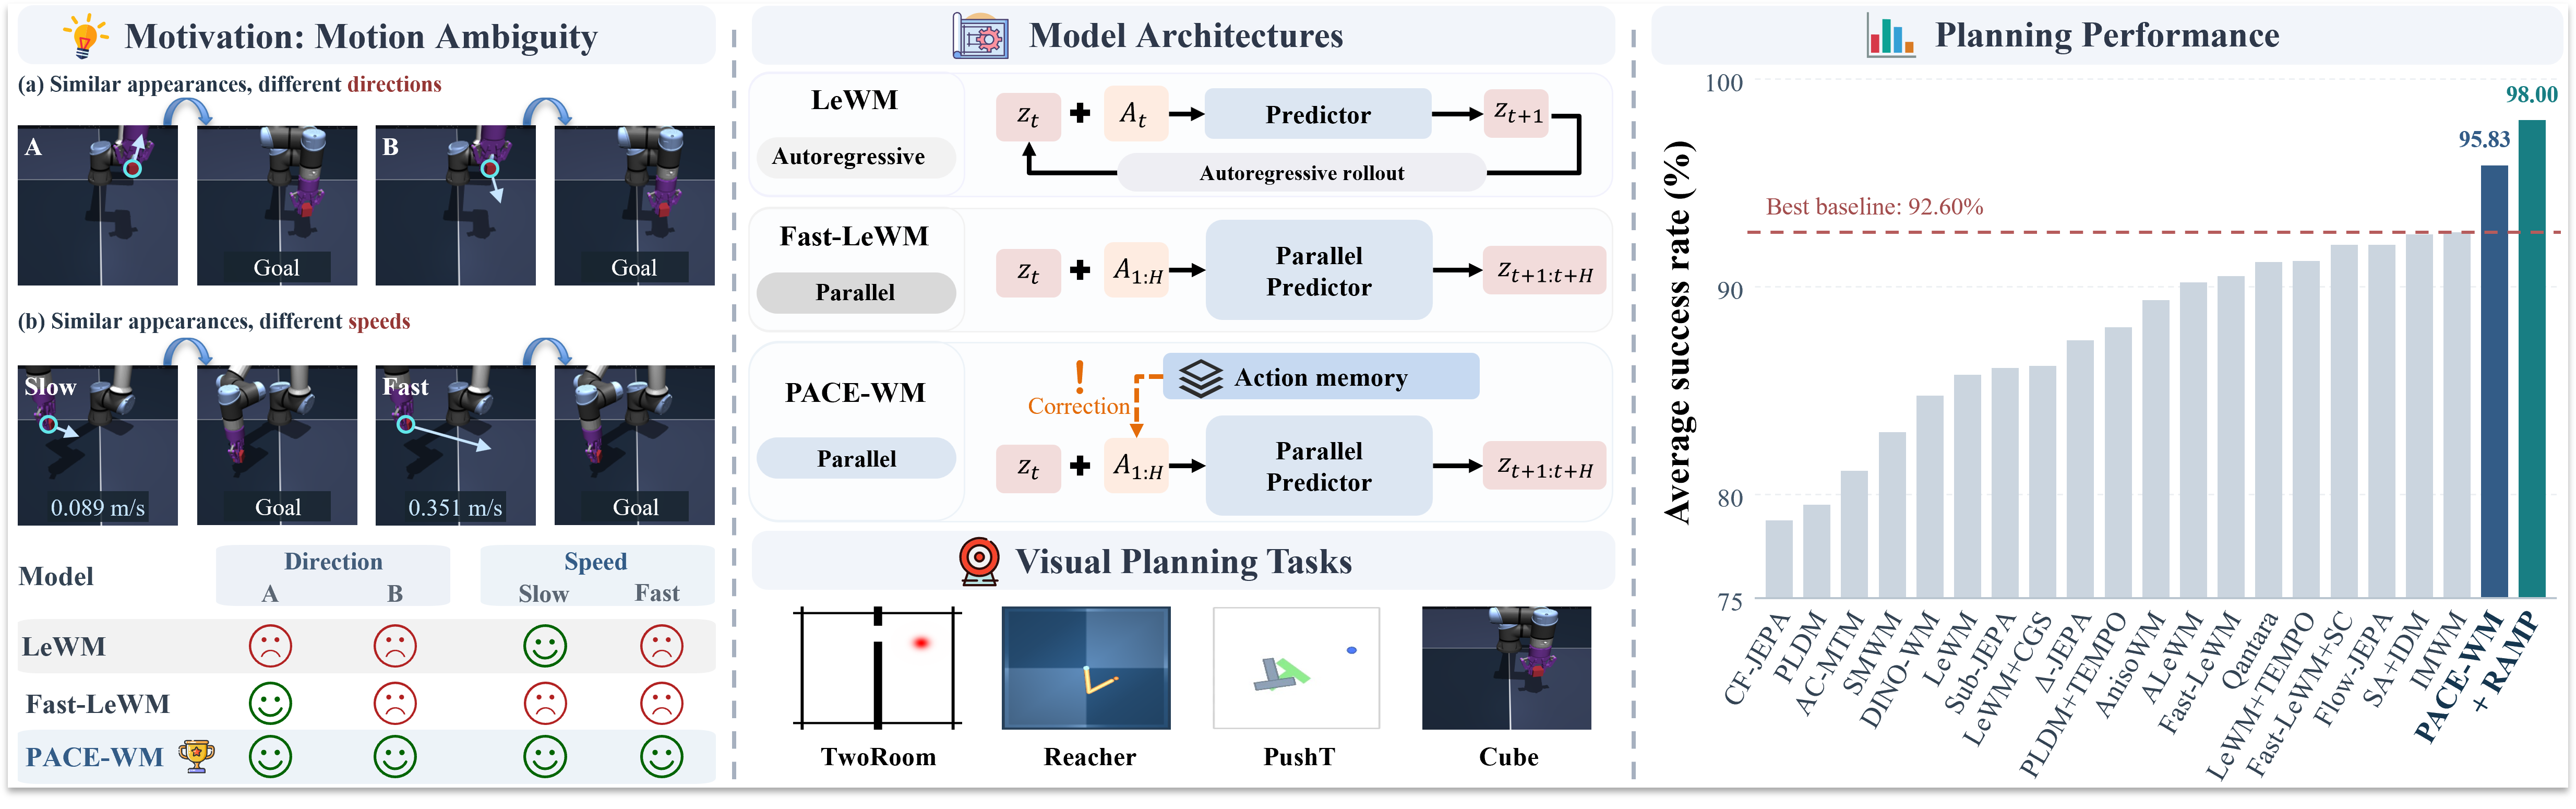 Motivation: Motion Ambiguity
(a) Similar appearances, different directions
A
Goal
B
Goal
(b) Similar appearances, different speeds
Slow
0.089 m/s
Goal
Fast
0.351 m/s
Goal
Model
Direction
Speed
A
B
Slow
Fast
LeWM
Fast-LeWM
PACE-WM
Model Architectures
LeWM
Autoregressive
z_t + A_t Predictor z_{t+1}
Autoregressive rollout
Fast-LeWM
Parallel
z_t + A_{1:H} Parallel Predictor z_{t+1:t+H}
PACE-WM
Parallel
! Correction
Action memory
z_t + A_{1:H} Parallel Predictor z_{t+1:t+H}
Visual Planning Tasks
TwoRoom
Reacher
PushT
Cube
Planning Performance
Average success rate (%)
100
90
80
75
Best baseline: 92.60%
95.83
98.00
CF-JEPA
PLDM
AC-MTM
SMWM
DINO-WM
LeWM
Sub-JEPA
LeWM+CGS
Δ-JEPA
PLDM+TEMPO
AnisoWM
ALeWM
Fast-LeWM
Qantara
LeWM+TEMPO
Fast-LeWM+SC
Flow-JEPA
SA+IDM
IMWM
PACE-WM
+ RAMP